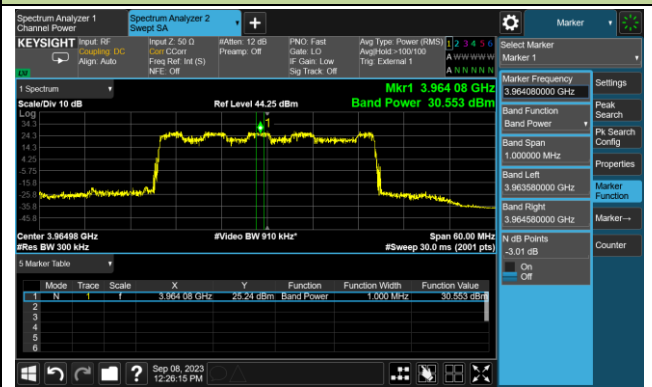 Spectrum Analyzer 1
Channel Power
Spectrum Analyzer 2
Swept SA
Marker
KEYSIGHT
Input: RF
Coupling: DC
Align: Auto
Input Z: 50 Ω
Corr CCorr
Freq Ref: Int (S)
NFE: Off
#Atten: 12 dB
Preamp: Off
PNO: Fast
Gate: LO
IF Gain: Low
Sig Track: Off
Avg Type: Power (RMS)
Avg|Hold:>100/100
Trig: External 1
1 2 3 4 5 6
A W W W W W
A N N N N N
Select Marker
Marker 1
1 Spectrum
Scale/Div 10 dB
Log
Ref Level 44.25 dBm
Mkr1 3.964 08 GHz
Band Power 30.553 dBm
34.3
24.3
14.3
4.25
-5.75
-15.8
-25.8
-35.8
-45.8
1
Center 3.96498 GHz
#Res BW 300 kHz
#Video BW 910 kHz*
Span 60.00 MHz
#Sweep 30.0 ms (2001 pts)
5 Marker Table
Mode Trace Scale X Y Function Function Width Function Value
1 N 1 f 3.964 08 GHz 25.24 dBm Band Power 1.000 MHz 30.553 dBm
2
3
4
5
6
Marker Frequency
3.964080000 GHz
Band Function
Band Power
Band Span
1.000000 MHz
Band Left
3.963580000 GHz
Band Right
3.964580000 GHz
N dB Points
-3.01 dB
On
Off
Settings
Peak
Search
Pk Search
Config
Properties
Marker
Function
Marker→
Counter
Sep 08, 2023
12:26:15 PM